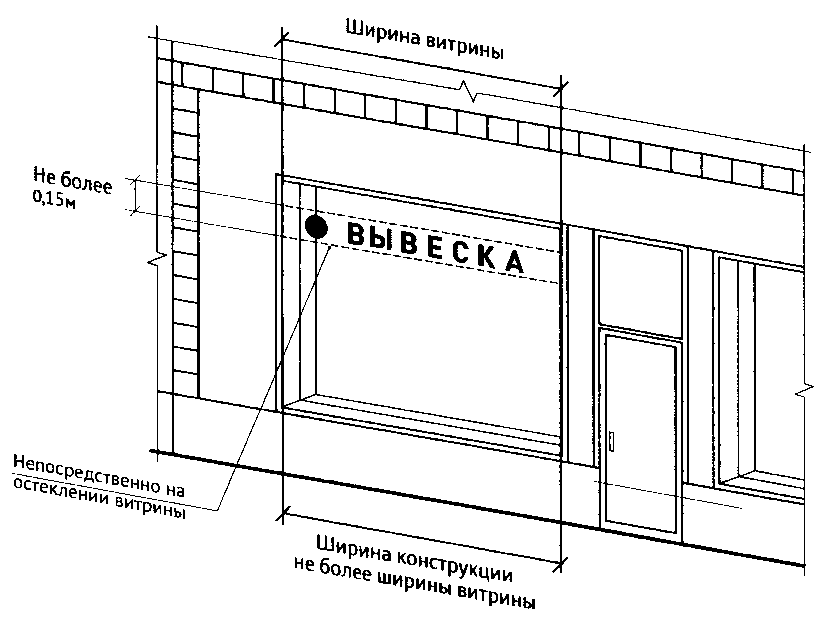 Ширина витрины
Не более
0,15м
ВЫВЕСКА
Непосредственно на
остеклении витрины
Ширина конструкции
не более ширины витрины